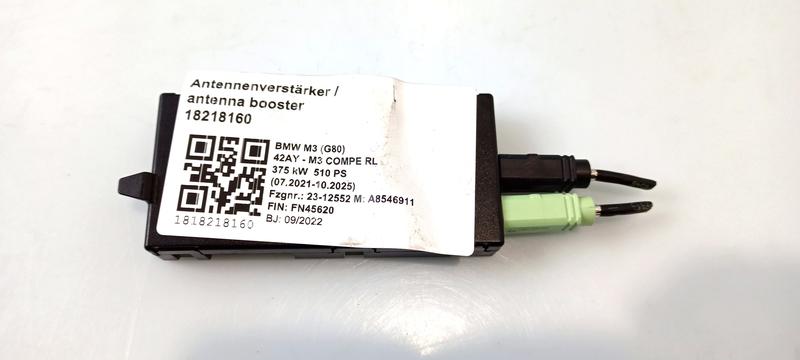 Antennenverstärker /
antenna booster
18218160
BMW M3 (G80)
42AY - M3 COMPE RL
375 kW 510 PS
(07.2021-10.2025)
Fzgnr.: 23-12552 M: A8546911
FIN: FN45620
BJ: 09/2022
1818218160